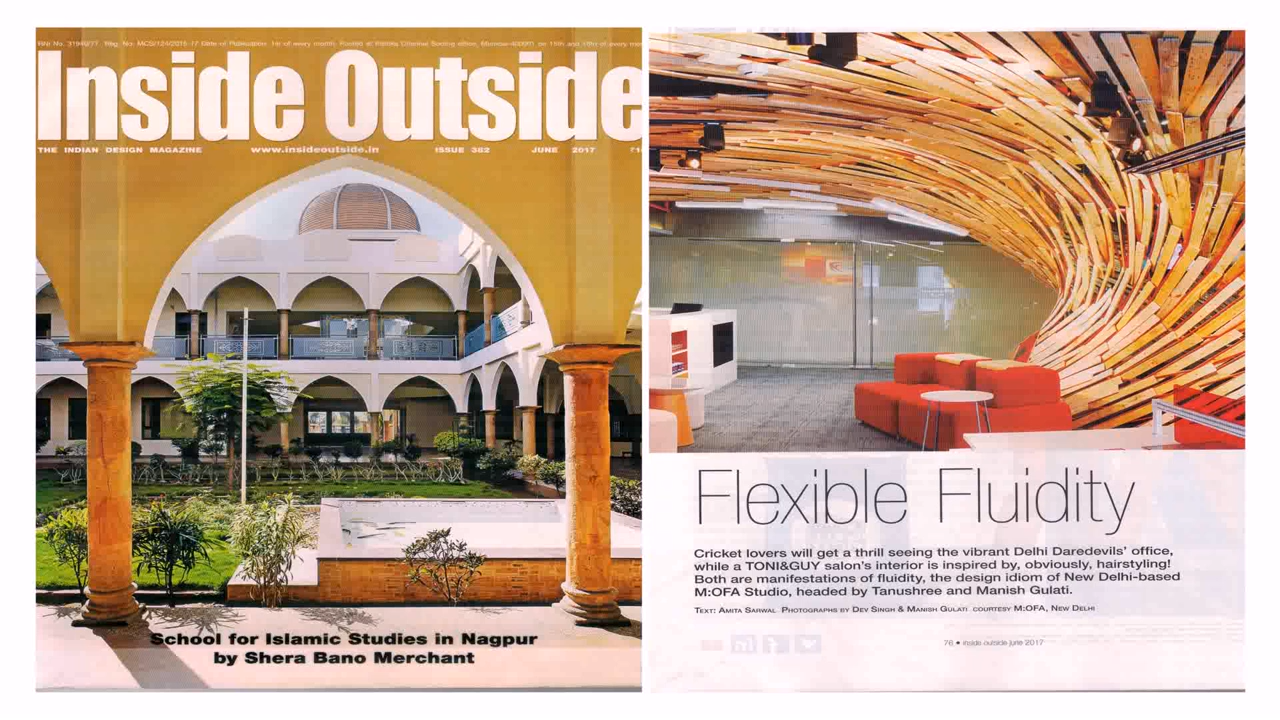 Inside Outside
THE INDIAN DESIGN MAGAZINE www.insideoutside.in ISSUE 382 JUNE 2017
School for Islamic Studies in Nagpur
by Shera Bano Merchant
Flexible Fluidity
Cricket lovers will get a thrill seeing the vibrant Delhi Daredevils' office,
while a TONI&GUY salon's interior is inspired by, obviously, hairstyling!
Both are manifestations of fluidity, the design idiom of New Delhi-based
M:OFA Studio, headed by Tanushree and Manish Gulati.
TEXT: AMITA SARWAL PHOTOGRAPHS BY DEV SINGH & MANISH GULATI COURTESY M:OFA, NEW DELHI
76 • inside outside june 2017